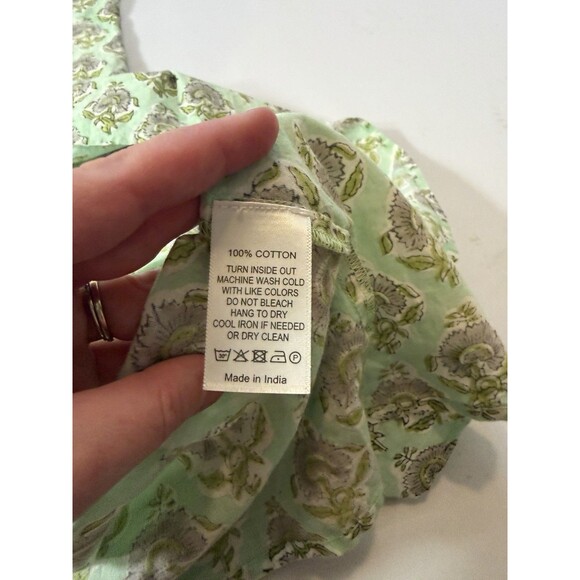 100% COTTON
TURN INSIDE OUT
MACHINE WASH COLD
WITH LIKE COLORS
DO NOT BLEACH
HANG TO DRY
COOL IRON IF NEEDED
OR DRY CLEAN
P
Made in India